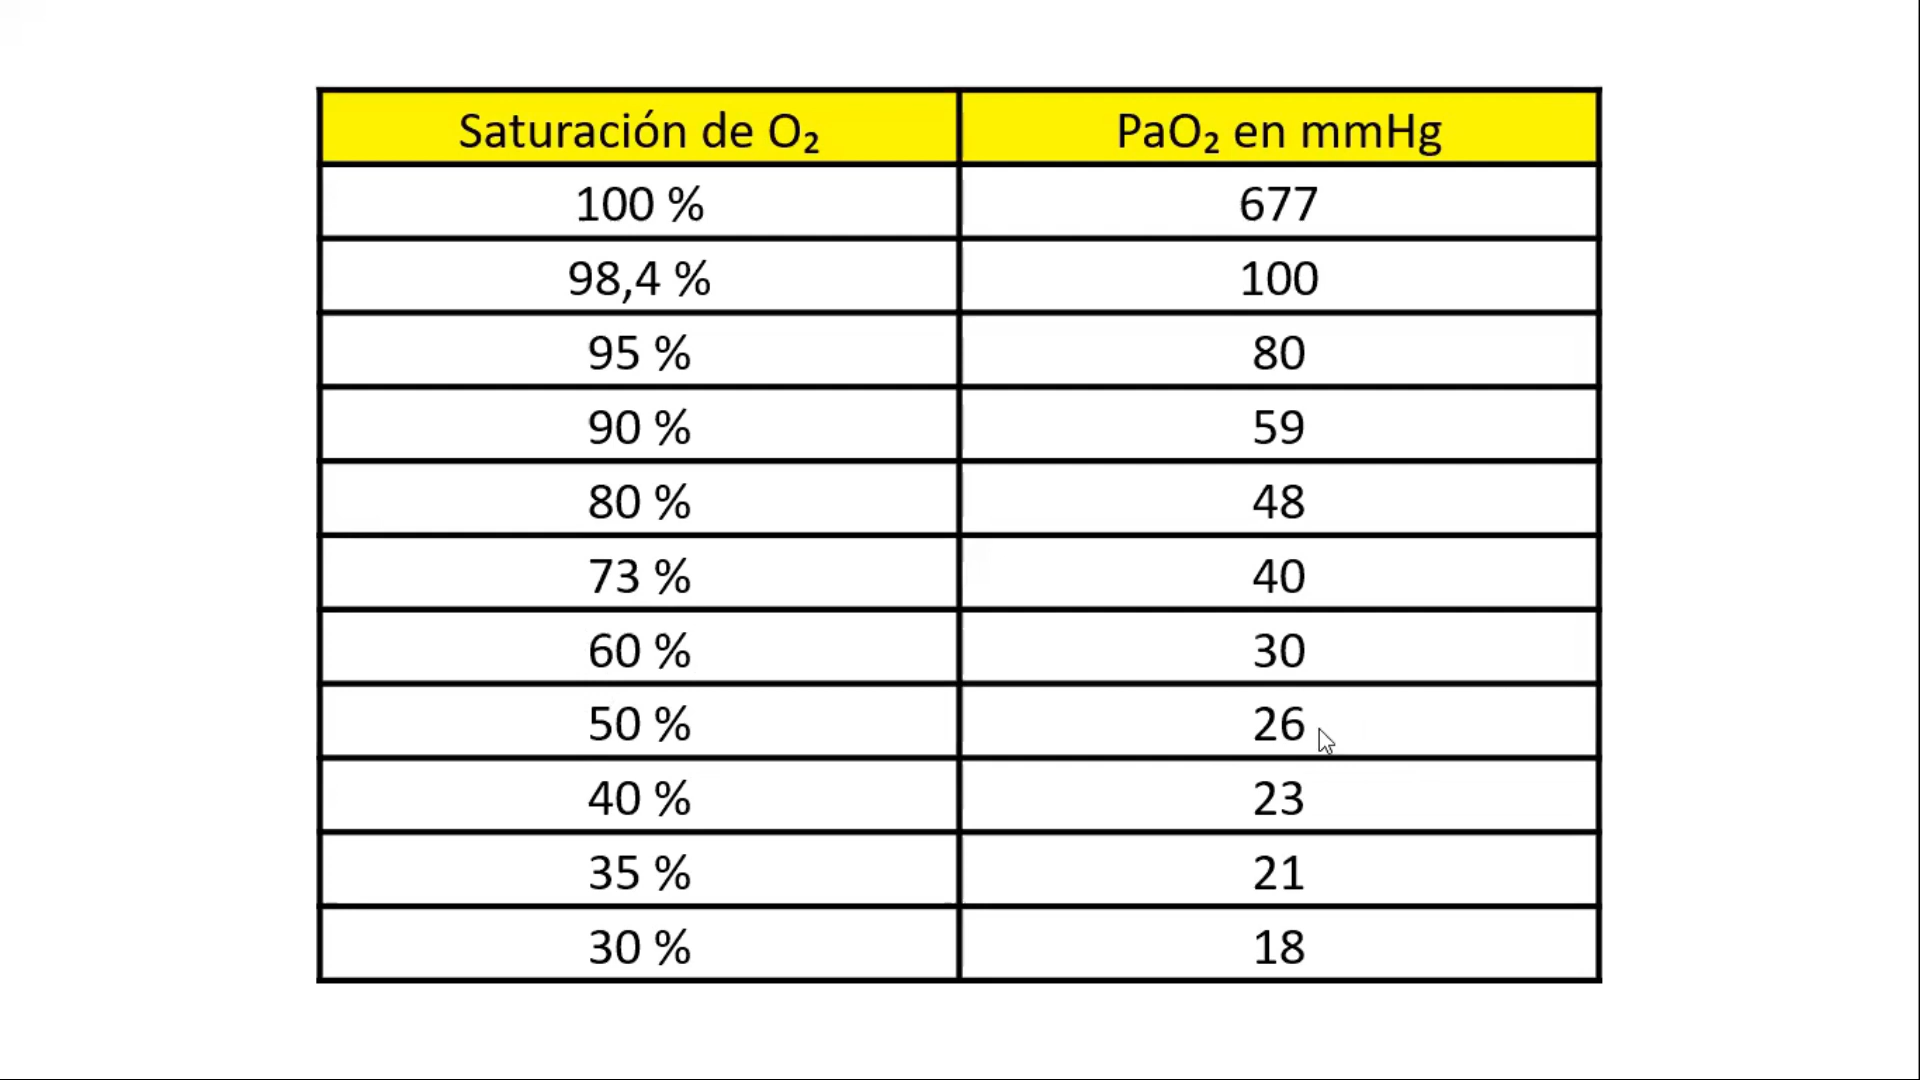 Saturación de O₂ PaO₂ en mmHg
100 % 677
98,4 % 100
95 % 80
90 % 59
80 % 48
73 % 40
60 % 30
50 % 26
40 % 23
35 % 21
30 % 18